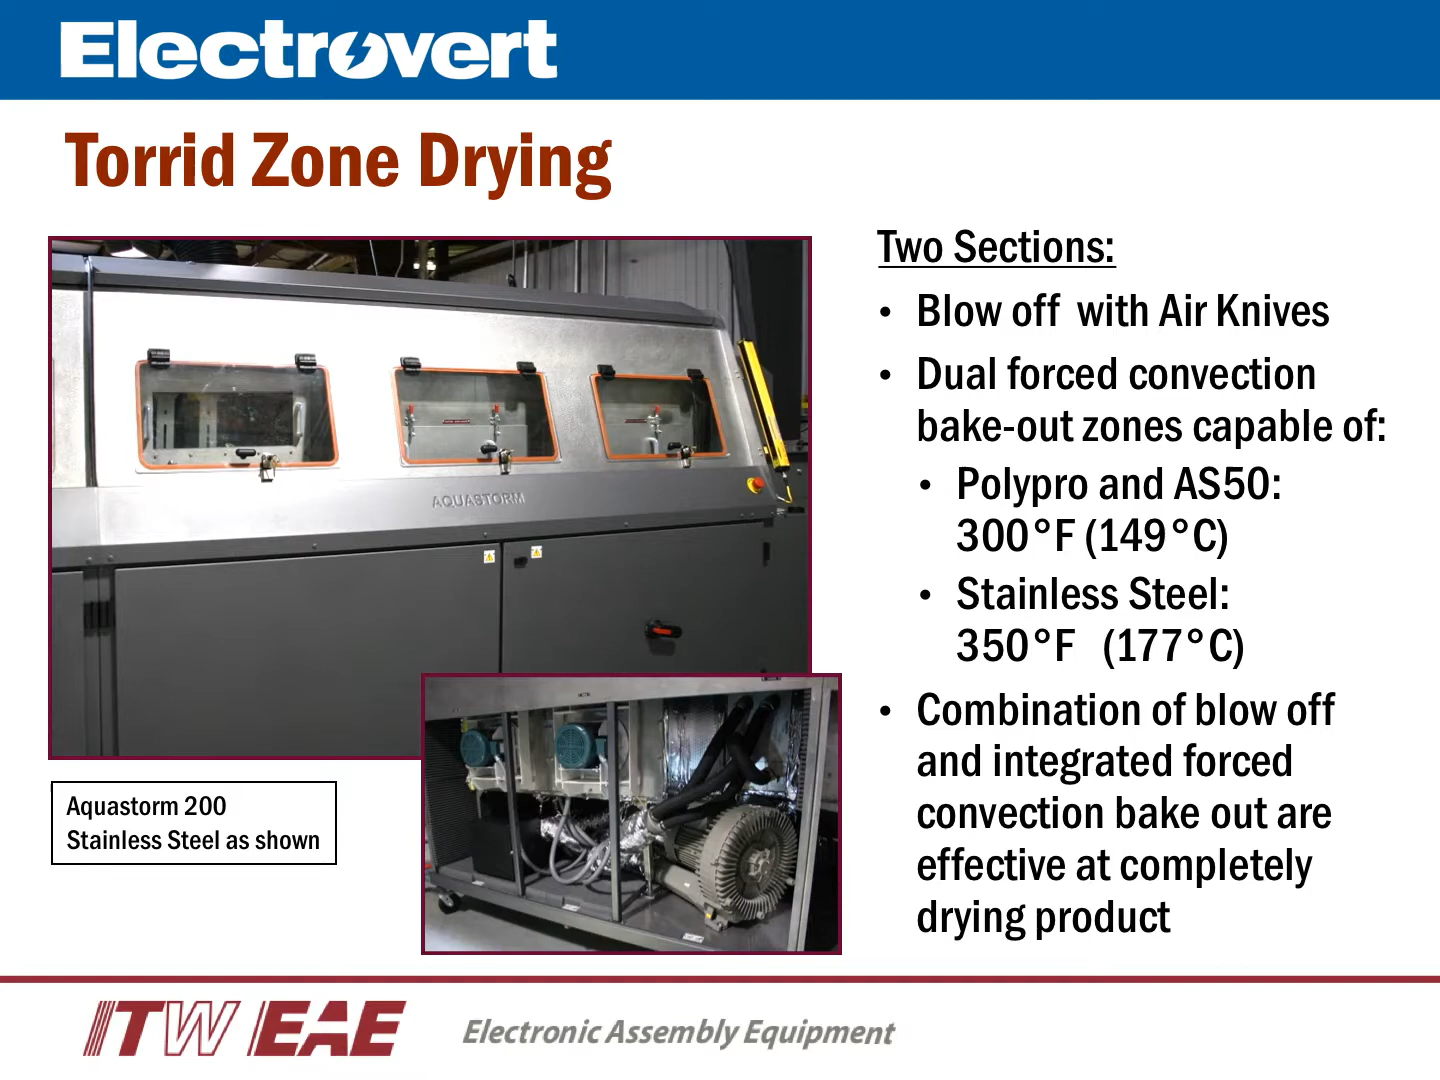 Electrovert
Torrid Zone Drying
Two Sections:
• Blow off with Air Knives
• Dual forced convection
bake-out zones capable of:
• Polypro and AS50:
300°F (149°C)
• Stainless Steel:
350°F (177°C)
• Combination of blow off
and integrated forced
convection bake out are
effective at completely
drying product
AQUASTORM
Aquastorm 200
Stainless Steel as shown
ITW EAE
Electronic Assembly Equipment